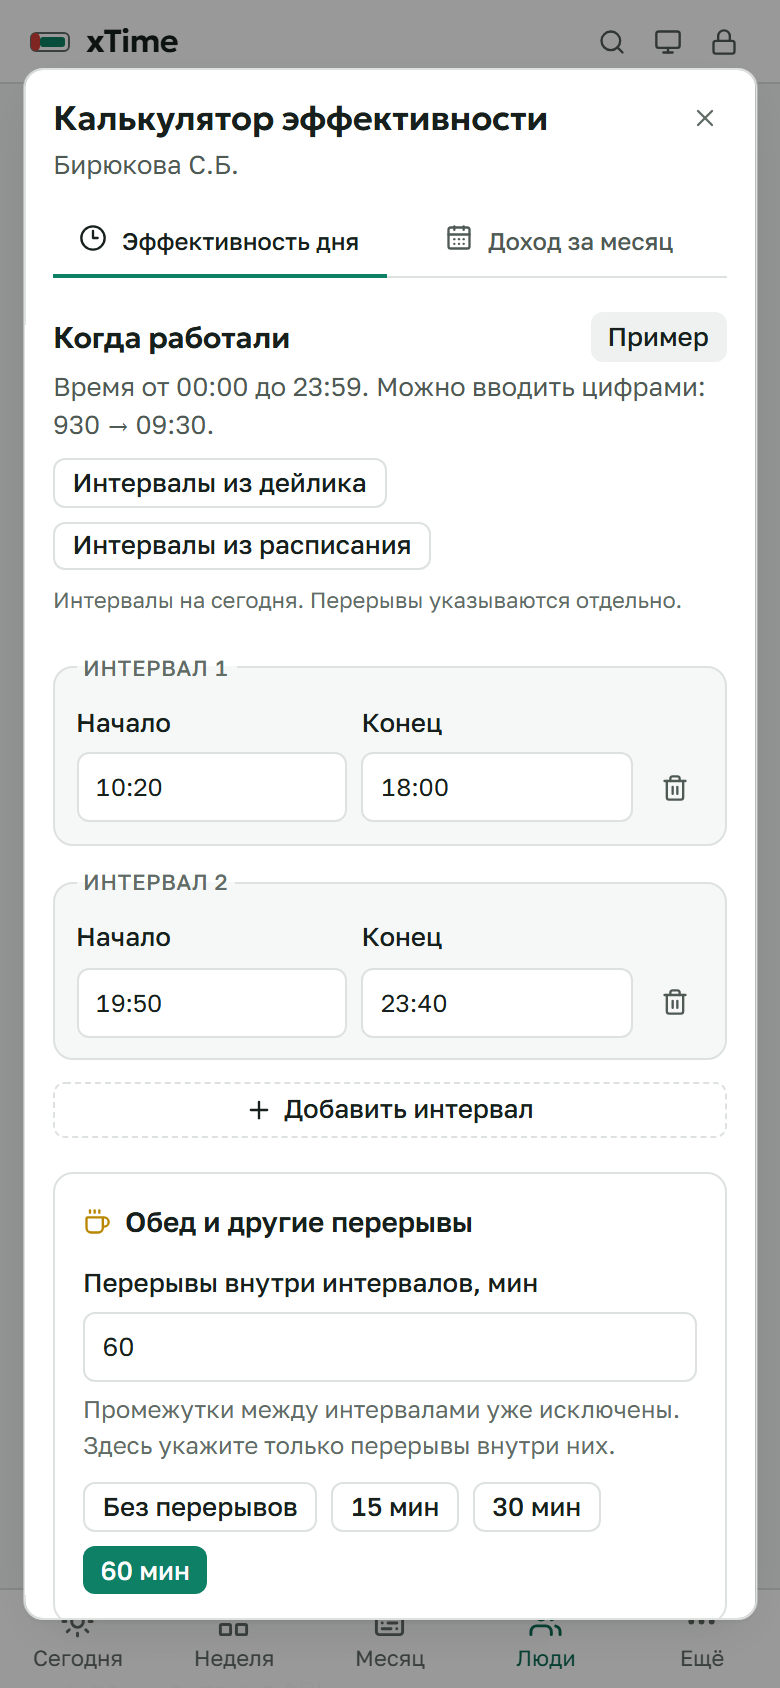 xTime
Калькулятор эффективности
Бирюкова С.Б.
Эффективность дня
Доход за месяц
Когда работали
Пример
Время от 00:00 до 23:59. Можно вводить цифрами:
930 → 09:30.
Интервалы из дейлика
Интервалы из расписания
Интервалы на сегодня. Перерывы указываются отдельно.
ИНТЕРВАЛ 1
Начало
Конец
10:20
18:00
ИНТЕРВАЛ 2
Начало
Конец
19:50
23:40
+ Добавить интервал
Обед и другие перерывы
Перерывы внутри интервалов, мин
60
Промежутки между интервалами уже исключены.
Здесь укажите только перерывы внутри них.
Без перерывов
15 мин
30 мин
60 мин
Сегодня
Неделя
Месяц
Люди
Ещё